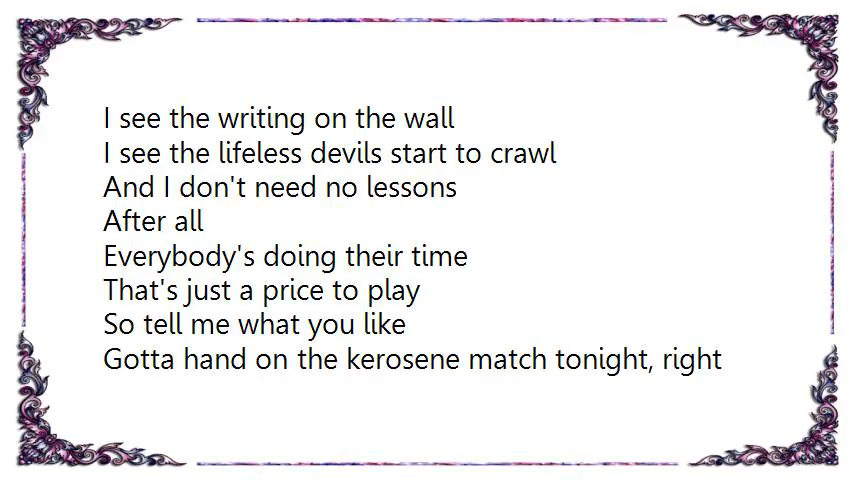 I see the writing on the wall
I see the lifeless devils start to crawl
And I don't need no lessons
After all
Everybody's doing their time
That's just a price to play
So tell me what you like
Gotta hand on the kerosene match tonight, right